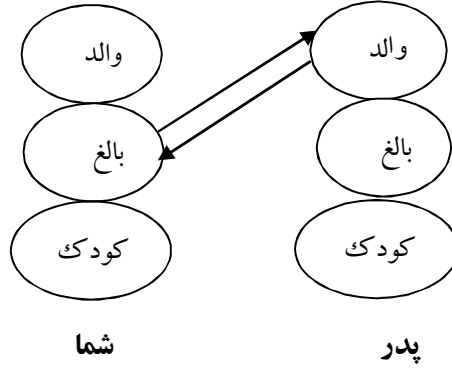 والد والد
بالغ بالغ
کودک کودک
پدر شما